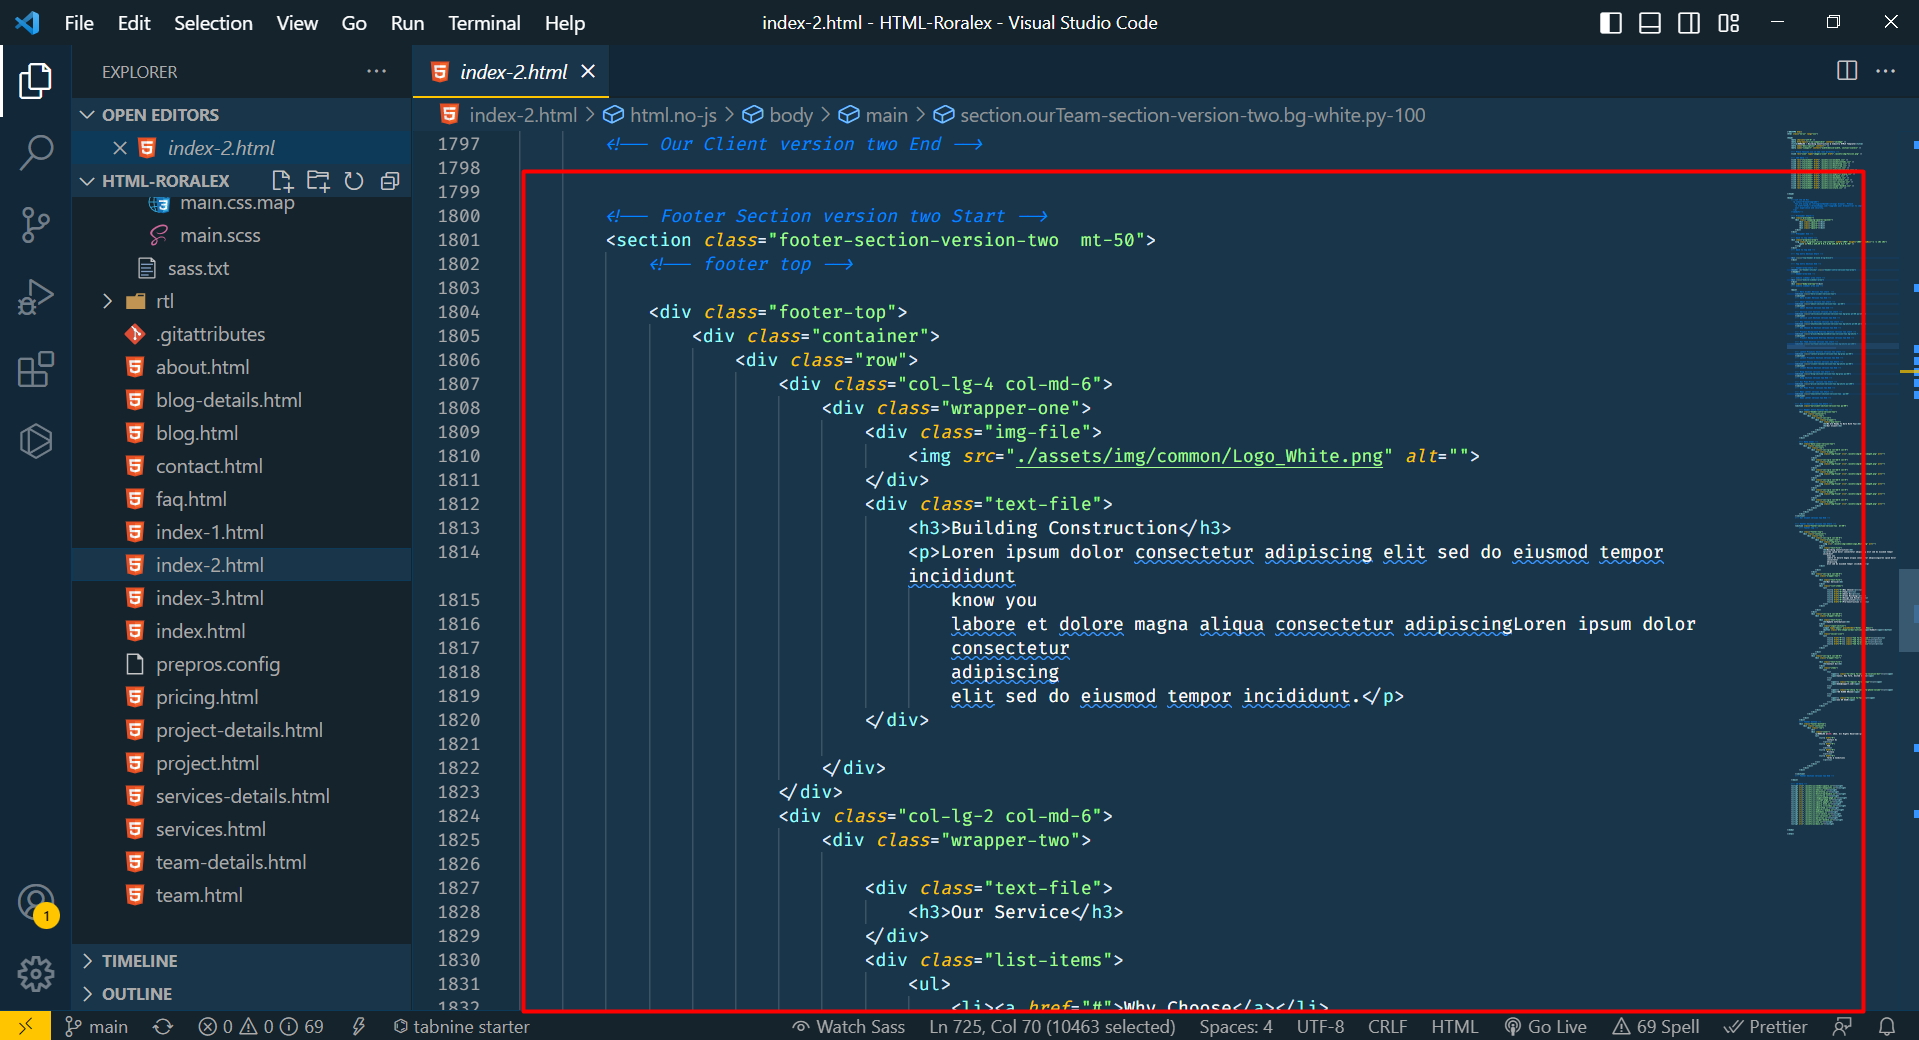 File Edit Selection View Go Run Terminal Help
index-2.html - HTML-Roralex - Visual Studio Code
EXPLORER
OPEN EDITORS
index-2.html
HTML-RORALEX
main.css.map
main.scss
sass.txt
rtl
.gitattributes
about.html
blog-details.html
blog.html
contact.html
faq.html
index-1.html
index-2.html
index-3.html
index.html
prepros.config
pricing.html
project-details.html
project.html
services-details.html
services.html
team-details.html
team.html
TIMELINE
OUTLINE
1
index-2.html
index-2.html > html.no-js > body > main > section.ourTeam-section-version-two.bg-white.py-100
1797 <!-- Our Client version two End -->
1798
1799
1800 <!-- Footer Section version two Start -->
1801 <section class="footer-section-version-two  mt-50">
1802 <!-- footer top -->
1803
1804 <div class="footer-top">
1805 <div class="container">
1806 <div class="row">
1807 <div class="col-lg-4 col-md-6">
1808 <div class="wrapper-one">
1809 <div class="img-file">
1810 <img src="./assets/img/common/Logo_White.png" alt="">
1811 </div>
1812 <div class="text-file">
1813 <h3>Building Construction</h3>
1814 <p>Loren ipsum dolor consectetur adipiscing elit sed do eiusmod tempor
incididunt
1815 know you
1816 labore et dolore magna aliqua consectetur adipiscingLoren ipsum dolor
1817 consectetur
1818 adipiscing
1819 elit sed do eiusmod tempor incididunt.</p>
1820 </div>
1821
1822 </div>
1823 </div>
1824 <div class="col-lg-2 col-md-6">
1825 <div class="wrapper-two">
1826
1827 <div class="text-file">
1828 <h3>Our Service</h3>
1829 </div>
1830 <div class="list-items">
1831 <ul>
1832 <li><a href="#">Why Choose</a></li>
main 0 0 69 tabnine starter Watch Sass Ln 725, Col 70 (10463 selected) Spaces: 4 UTF-8 CRLF HTML Go Live 69 Spell Prettier